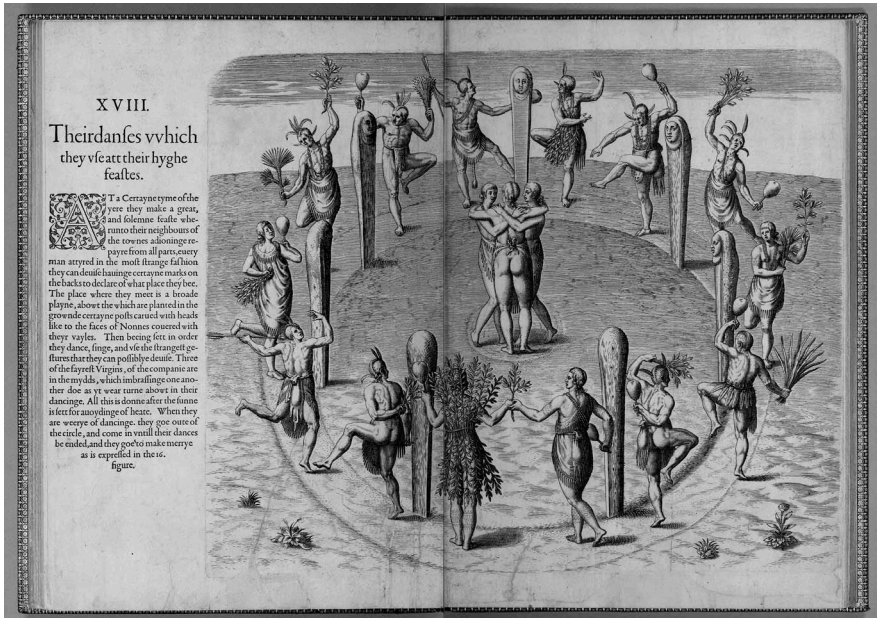 XVIII.
Theirdanſes vvhich
they vſe att their hyghe
feaſtes.
AT a Certayne tyme of the
yere they make a great,
and ſolemne feaſte whe-
runto their neighbours of
the townes adioninge re-
payre from all parts, euery
man attyred in the moſt ſtrange faſhion
they can deuiſe hauinge certayne marks on
the backs to declare of what place they bee.
The place where they meet is a broade
playne, abowt the which are planted in the
grownde certayne poſts carued with heads
like to the faces of Nonnes couered with
theyr vayles. Then beeing ſett in order
they dance, ſinge, and vſe the ſtrangeſt ge-
ſtures that they can poſſiblye deuiſe. Three
of the fayreſt Virgins, of the companie are
in the mydds, which imbraſſinge one ano-
ther doe as yt wear turne abowt in their
dancinge. All this is donne after the ſunne
is ſett for auoydinge of heate. When they
are weerye of dancinge. they goe oute of
the circle, and come in vntill their dances
be ended, and they goe to make merrye
as is expreſſed in the 16.
figure.